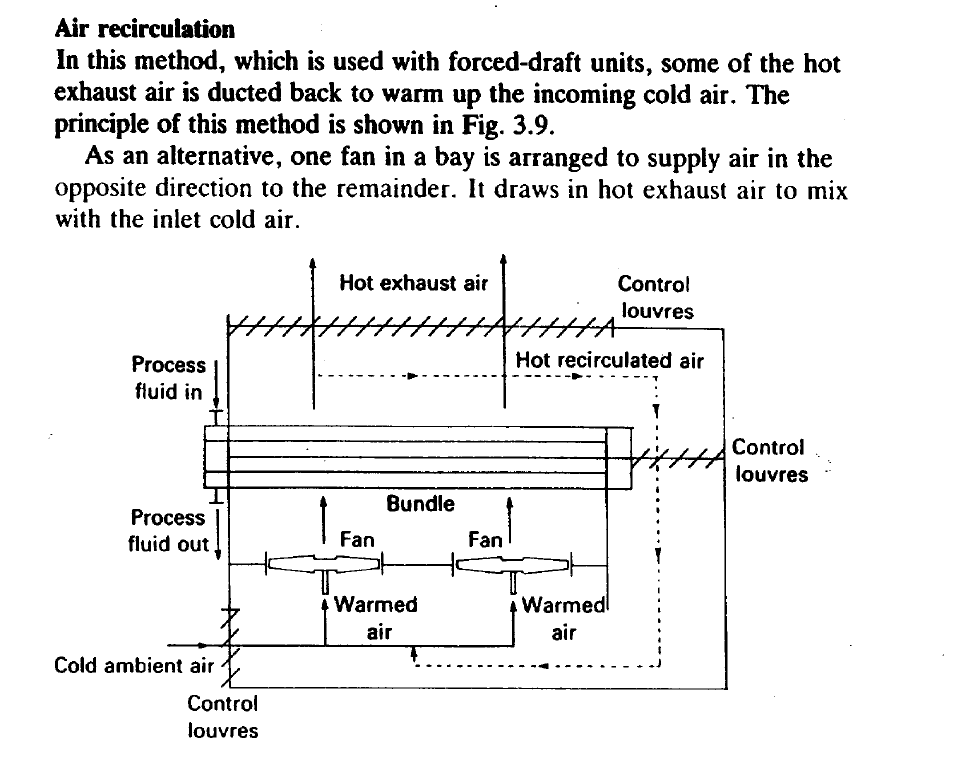 Air recirculation
In this method, which is used with forced-draft units, some of the hot
exhaust air is ducted back to warm up the incoming cold air. The
principle of this method is shown in Fig. 3.9.
As an alternative, one fan in a bay is arranged to supply air in the
opposite direction to the remainder. It draws in hot exhaust air to mix
with the inlet cold air.
Hot exhaust air
Control
louvres
Process
fluid in
Hot recirculated air
Control
louvres
Bundle
Process
fluid out
Fan
Fan
Warmed
air
Warmed
air
Cold ambient air
Control
louvres